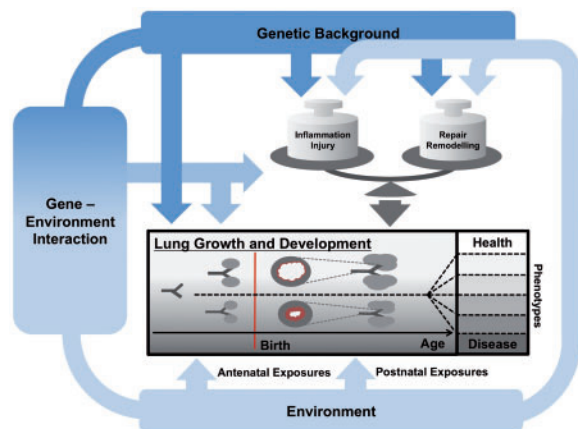 Genetic Background
Inflammation
Injury
Repair
Remodelling
Gene –
Environment
Interaction
Lung Growth and Development
Health
Phenotypes
Birth
Age
Disease
Antenatal Exposures
Postnatal Exposures
Environment